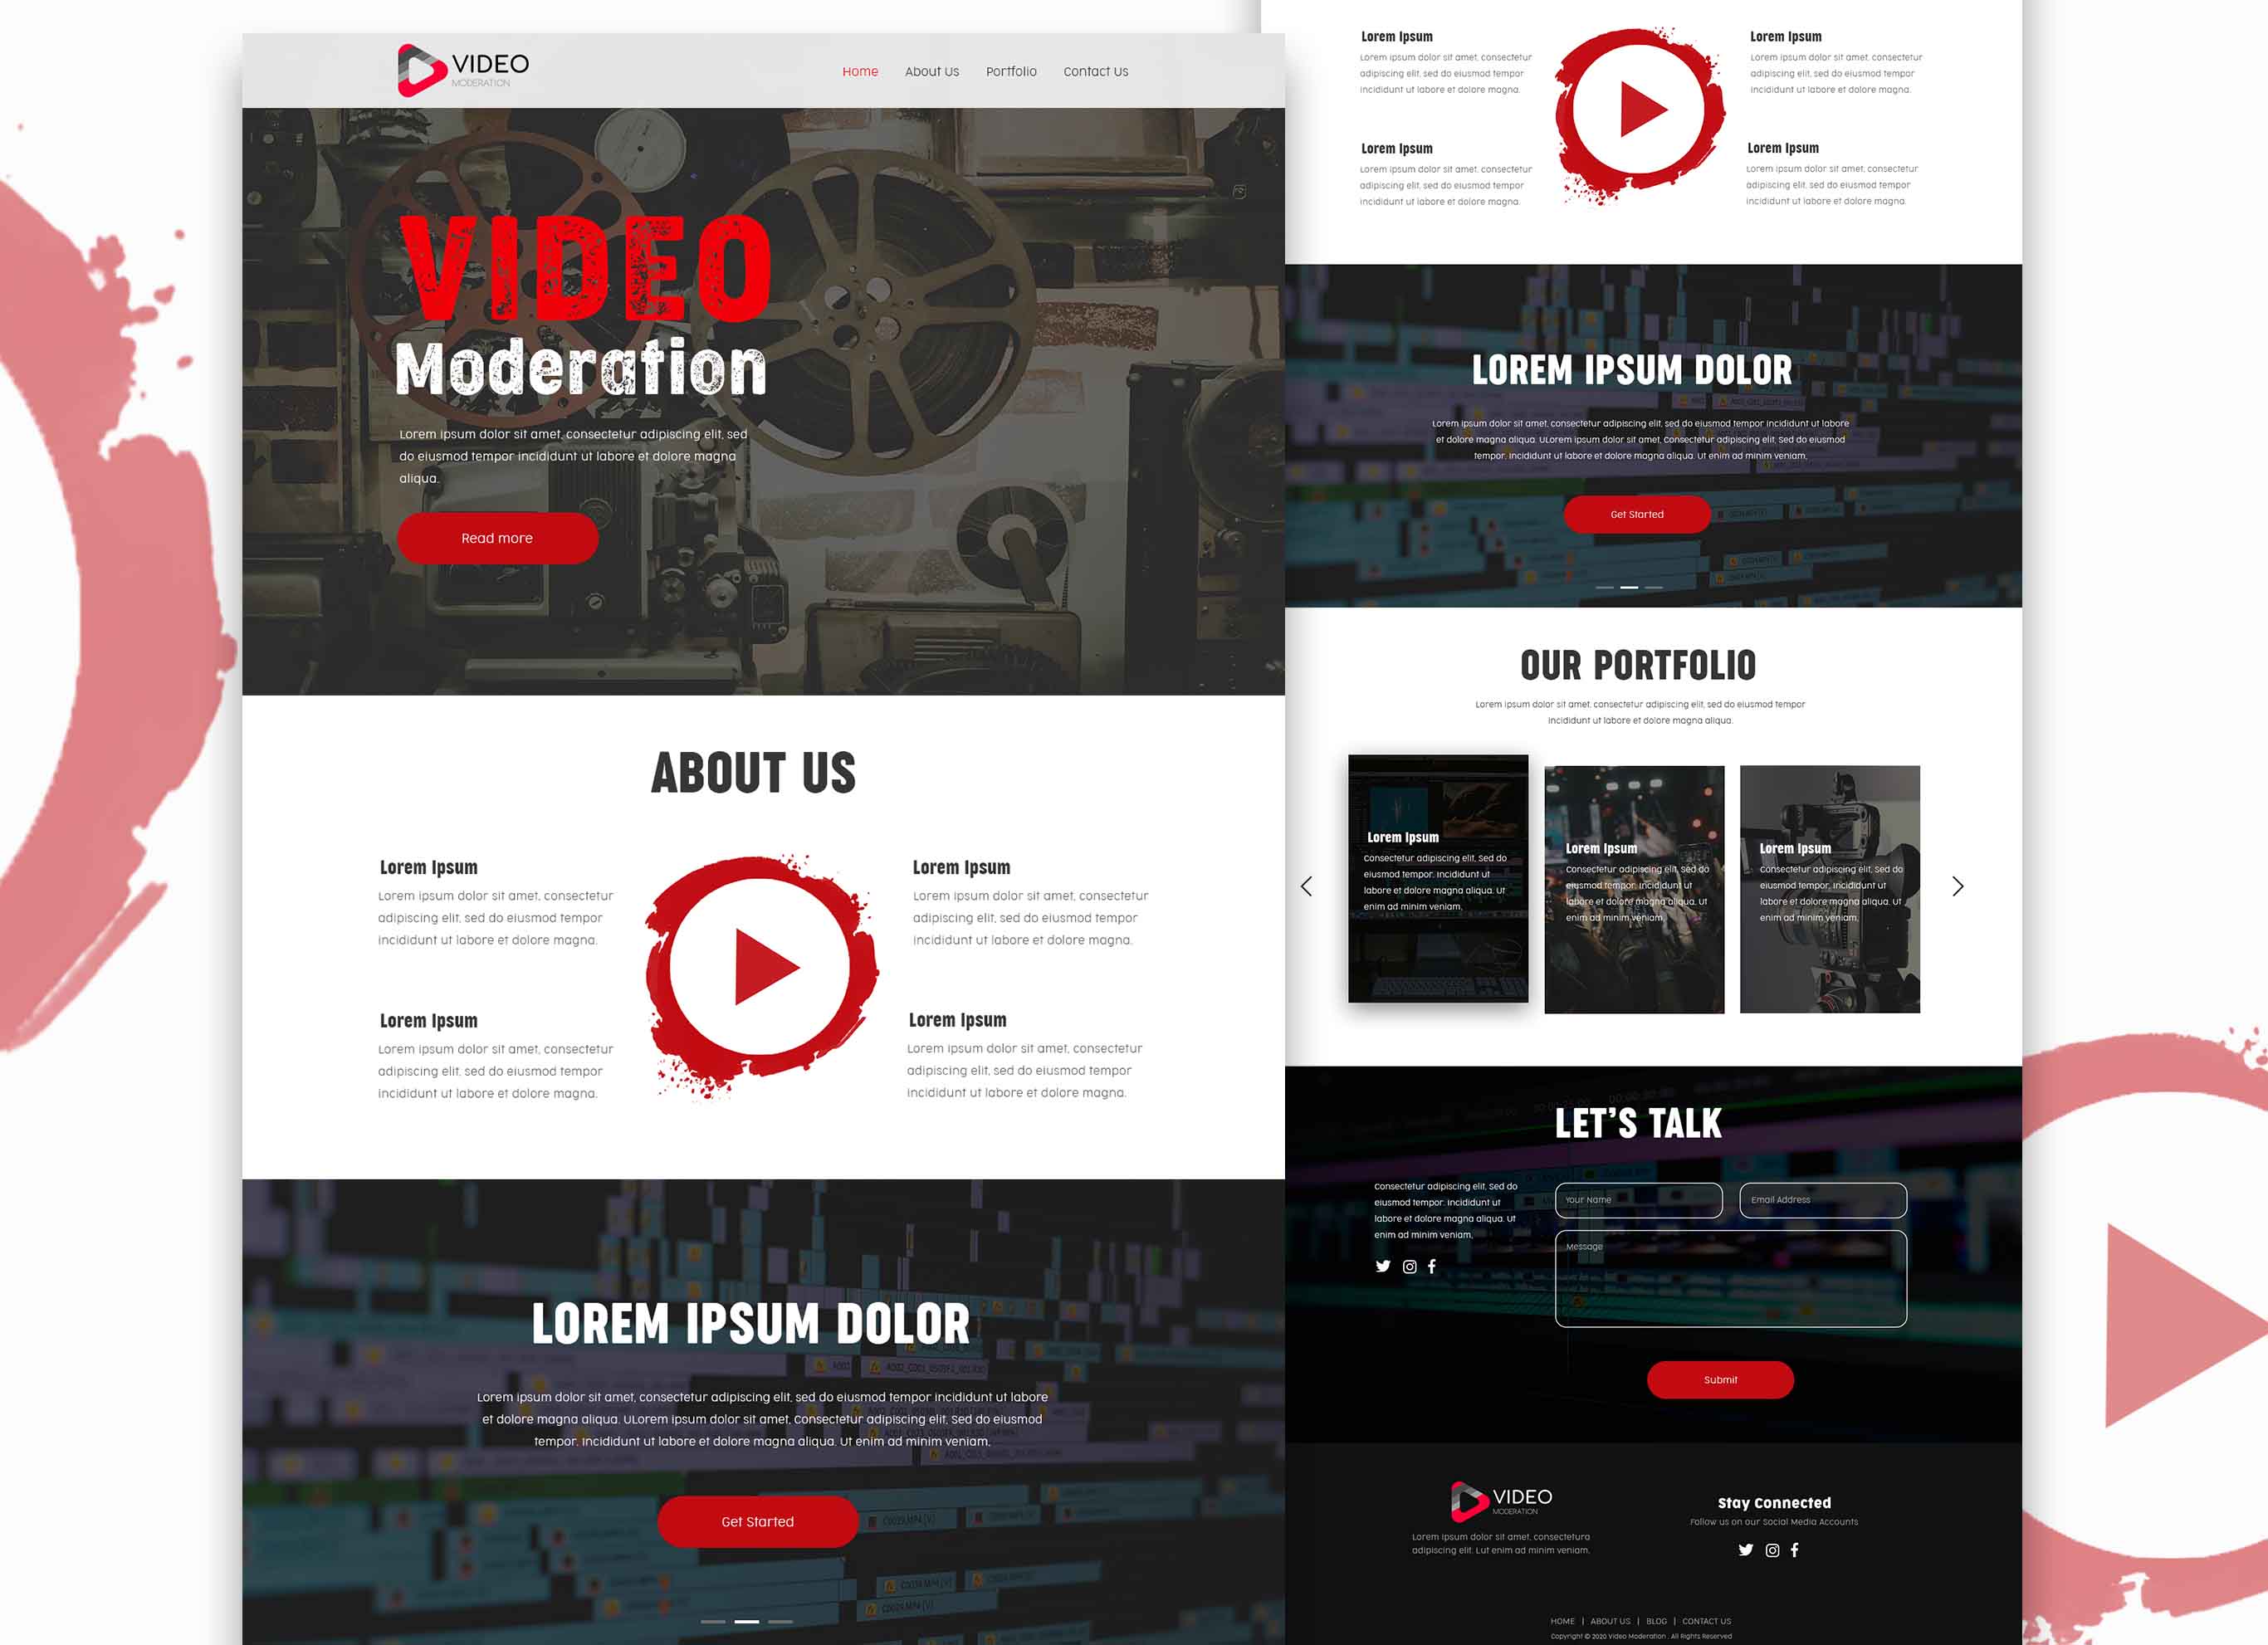 VIDEO
MODERATION
Home About Us Portfolio Contact Us
VIDEO
Moderation
Lorem ipsum dolor sit amet, consectetur adipiscing elit, sed
do eiusmod tempor incididunt ut labore et dolore magna
aliqua.
Read more
ABOUT US
Lorem Ipsum
Lorem ipsum dolor sit amet, consectetur
adipiscing elit, sed do eiusmod tempor
incididunt ut labore et dolore magna.
Lorem Ipsum
Lorem ipsum dolor sit amet, consectetur
adipiscing elit, sed do eiusmod tempor
incididunt ut labore et dolore magna.
Lorem Ipsum
Lorem ipsum dolor sit amet, consectetur
adipiscing elit, sed do eiusmod tempor
incididunt ut labore et dolore magna.
Lorem Ipsum
Lorem ipsum dolor sit amet, consectetur
adipiscing elit, sed do eiusmod tempor
incididunt ut labore et dolore magna.
LOREM IPSUM DOLOR
Lorem ipsum dolor sit amet, consectetur adipiscing elit, sed do eiusmod tempor incididunt ut labore
et dolore magna aliqua. ULorem ipsum dolor sit amet, Consectetur adipiscing elit, Sed do eiusmod
tempor. Incididunt ut labore et dolore magna aliqua. Ut enim ad minim veniam,
Get Started
Lorem Ipsum
Lorem ipsum dolor sit amet, consectetur
adipiscing elit, sed do eiusmod tempor
incididunt ut labore et dolore magna.
Lorem Ipsum
Lorem ipsum dolor sit amet, consectetur
adipiscing elit, sed do eiusmod tempor
incididunt ut labore et dolore magna.
Lorem Ipsum
Lorem ipsum dolor sit amet, consectetur
adipiscing elit, sed do eiusmod tempor
incididunt ut labore et dolore magna.
Lorem Ipsum
Lorem ipsum dolor sit amet, consectetur
adipiscing elit, sed do eiusmod tempor
incididunt ut labore et dolore magna.
LOREM IPSUM DOLOR
Lorem ipsum dolor sit amet, consectetur adipiscing elit, sed do eiusmod tempor incididunt ut labore
et dolore magna aliqua. ULorem ipsum dolor sit amet, Consectetur adipiscing elit, Sed do eiusmod
tempor. Incididunt ut labore et dolore magna aliqua. Ut enim ad minim veniam,
Get Started
OUR PORTFOLIO
Lorem ipsum dolor sit amet, consectetur adipiscing elit, sed do eiusmod tempor
incididunt ut labore et dolore magna aliqua.
Lorem Ipsum
Consectetur adipiscing elit, Sed do
eiusmod tempor. Incididunt ut
labore et dolore magna aliqua. Ut
enim ad minim veniam,
Lorem Ipsum
Consectetur adipiscing elit, Sed do
eiusmod tempor. Incididunt ut
labore et dolore magna aliqua. Ut
enim ad minim veniam,
Lorem Ipsum
Consectetur adipiscing elit, Sed do
eiusmod tempor. Incididunt ut
labore et dolore magna aliqua. Ut
enim ad minim veniam,
LET'S TALK
Consectetur adipiscing elit, Sed do
eiusmod tempor. Incididunt ut
labore et dolore magna aliqua. Ut
enim ad minim veniam,
Your Name
Email Address
Message
Submit
VIDEO
MODERATION
Lorem ipsum dolor sit amet, consectetura
adipiscing elit. Lut enim ad minim veniam.
Stay Connected
Follow us on our Social Media Accounts
HOME | ABOUT US | BLOG | CONTACT US
Copyright © 2020 Video Moderation . All Rights Reserved